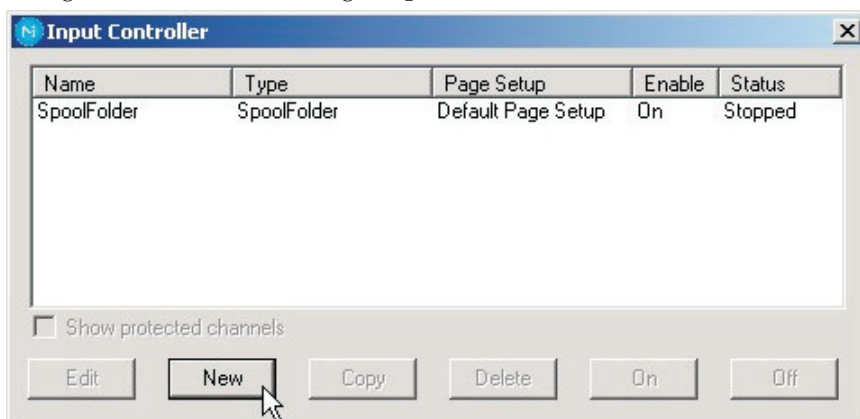 Input Controller
Name Type Page Setup Enable Status
SpoolFolder SpoolFolder Default Page Setup On Stopped
Show protected channels
Edit New Copy Delete On Off